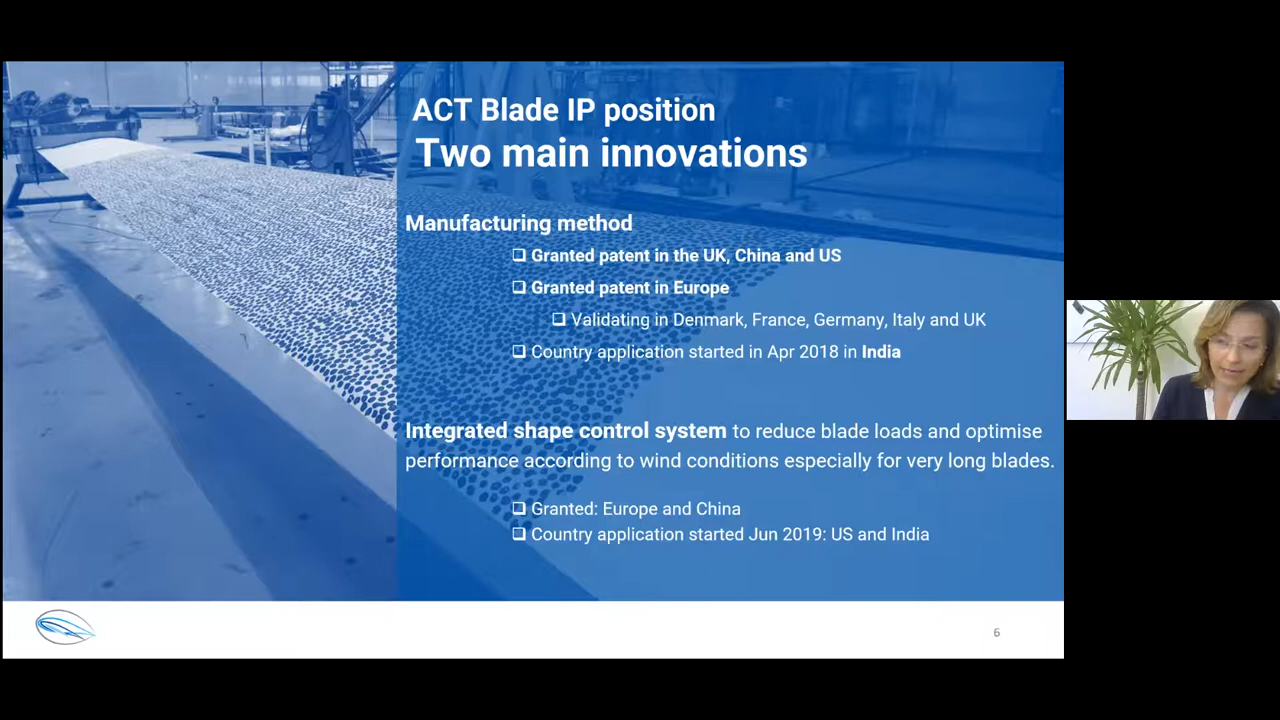 ACT Blade IP position
Two main innovations
Manufacturing method
❑ Granted patent in the UK, China and US
❑ Granted patent in Europe
❑ Validating in Denmark, France, Germany, Italy and UK
❑ Country application started in Apr 2018 in India
Integrated shape control system to reduce blade loads and optimise
performance according to wind conditions especially for very long blades.
❑ Granted: Europe and China
❑ Country application started Jun 2019: US and India
6